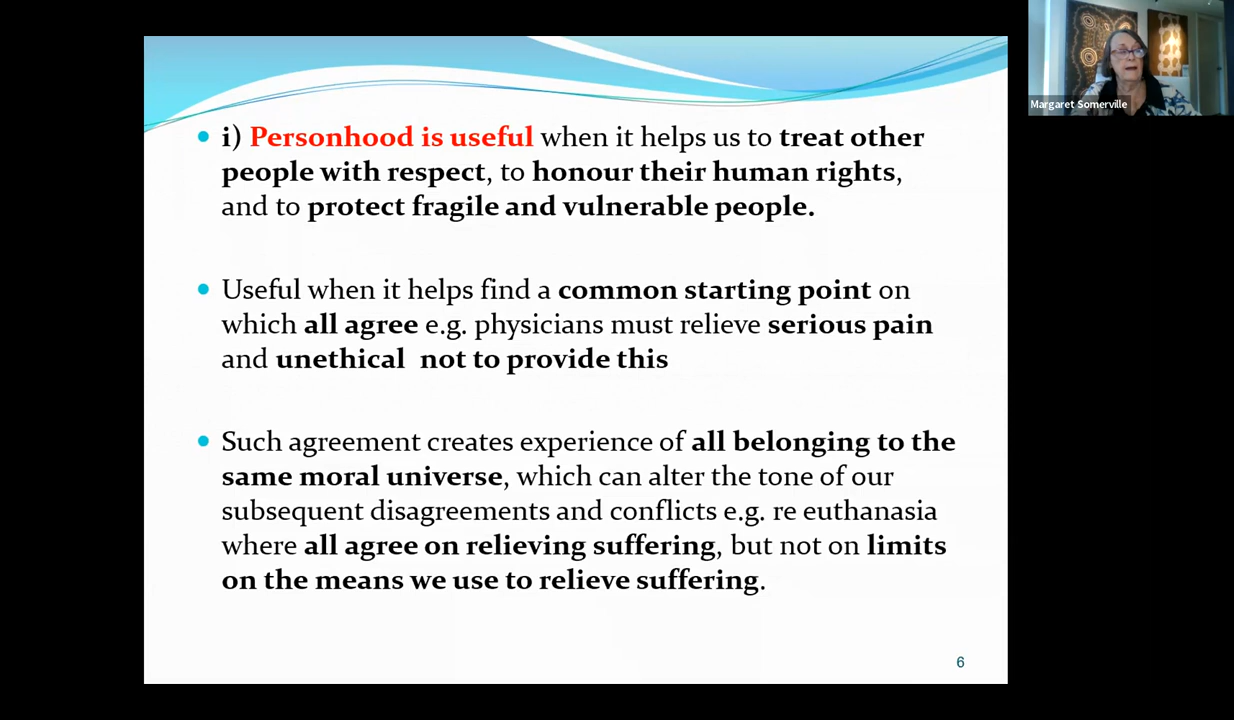 Margaret Somerville
• i) Personhood is useful when it helps us to treat other
people with respect, to honour their human rights,
and to protect fragile and vulnerable people.
• Useful when it helps find a common starting point on
which all agree e.g. physicians must relieve serious pain
and unethical  not to provide this
• Such agreement creates experience of all belonging to the
same moral universe, which can alter the tone of our
subsequent disagreements and conflicts e.g. re euthanasia
where all agree on relieving suffering, but not on limits
on the means we use to relieve suffering.
6